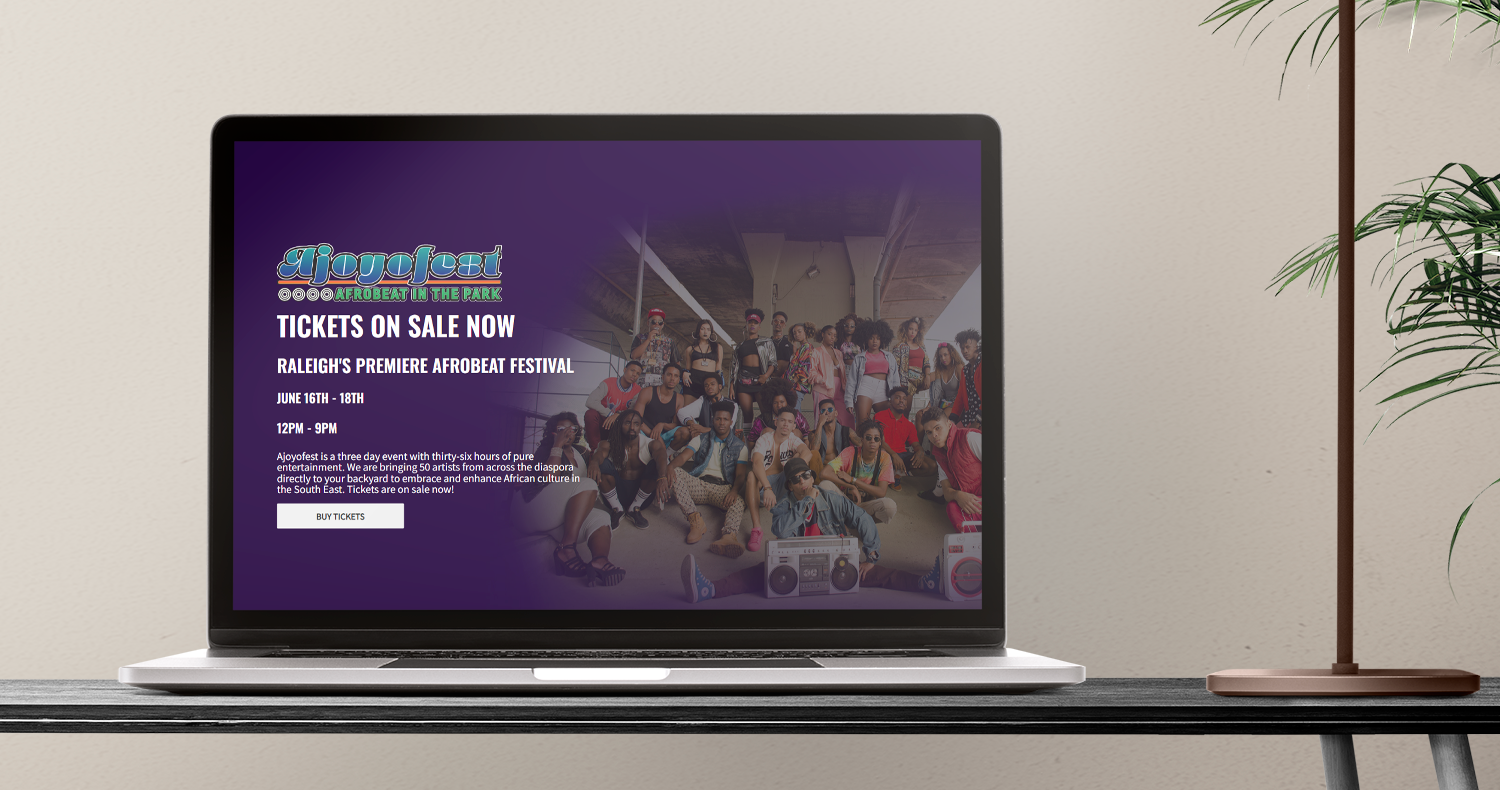 Ajoyofest
AFROBEAT IN THE PARK
TICKETS ON SALE NOW
RALEIGH'S PREMIERE AFROBEAT FESTIVAL
JUNE 16TH - 18TH
12PM - 9PM
Ajoyofest is a three day event with thirty-six hours of pure
entertainment. We are bringing 50 artists from across the diaspora
directly to your backyard to embrace and enhance African culture in
the South East. Tickets are on sale now!
BUY TICKETS